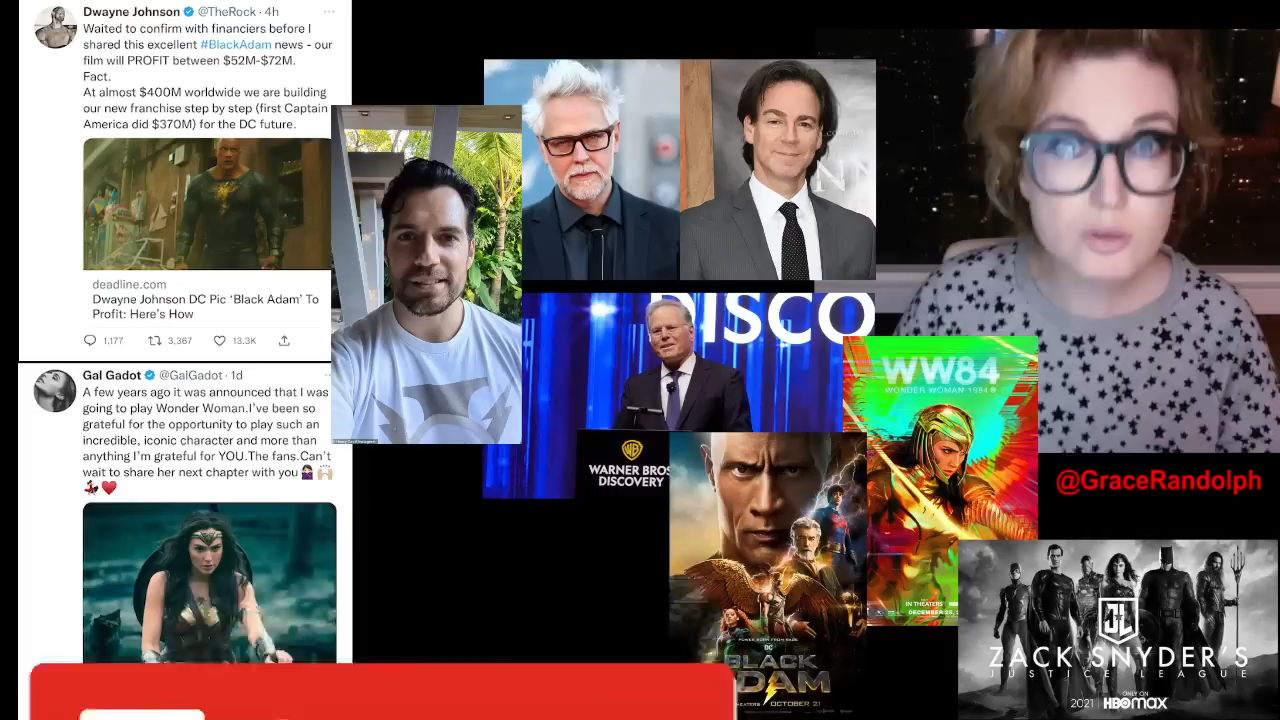 Dwayne Johnson @TheRock · 4h
Waited to confirm with financiers before I
shared this excellent #BlackAdam news - our
film will PROFIT between $52M-$72M.
Fact.
At almost $400M worldwide we are building
our new franchise step by step (first Captain
America did $370M) for the DC future.
deadline.com
Dwayne Johnson DC Pic ‘Black Adam’ To
Profit: Here’s How
1,177 3,367 13.3K
Gal Gadot @GalGadot · 1d
A few years ago it was announced that I was
going to play Wonder Woman.I’ve been so
grateful for the opportunity to play such an
incredible, iconic character and more than
anything I’m grateful for YOU.The fans.Can’t
wait to share her next chapter with you
DISCO
WB
WARNER BROS
DISCOVERY
WW84
WONDER WOMAN 1984
IN THEATERS
DECEMBER 25,
DC
BLACK
ADAM
OCTOBER 21
@GraceRandolph
JL
ZACK SNYDER'S
JUSTICE LEAGUE
ONLY ON
2021 HBOMAX